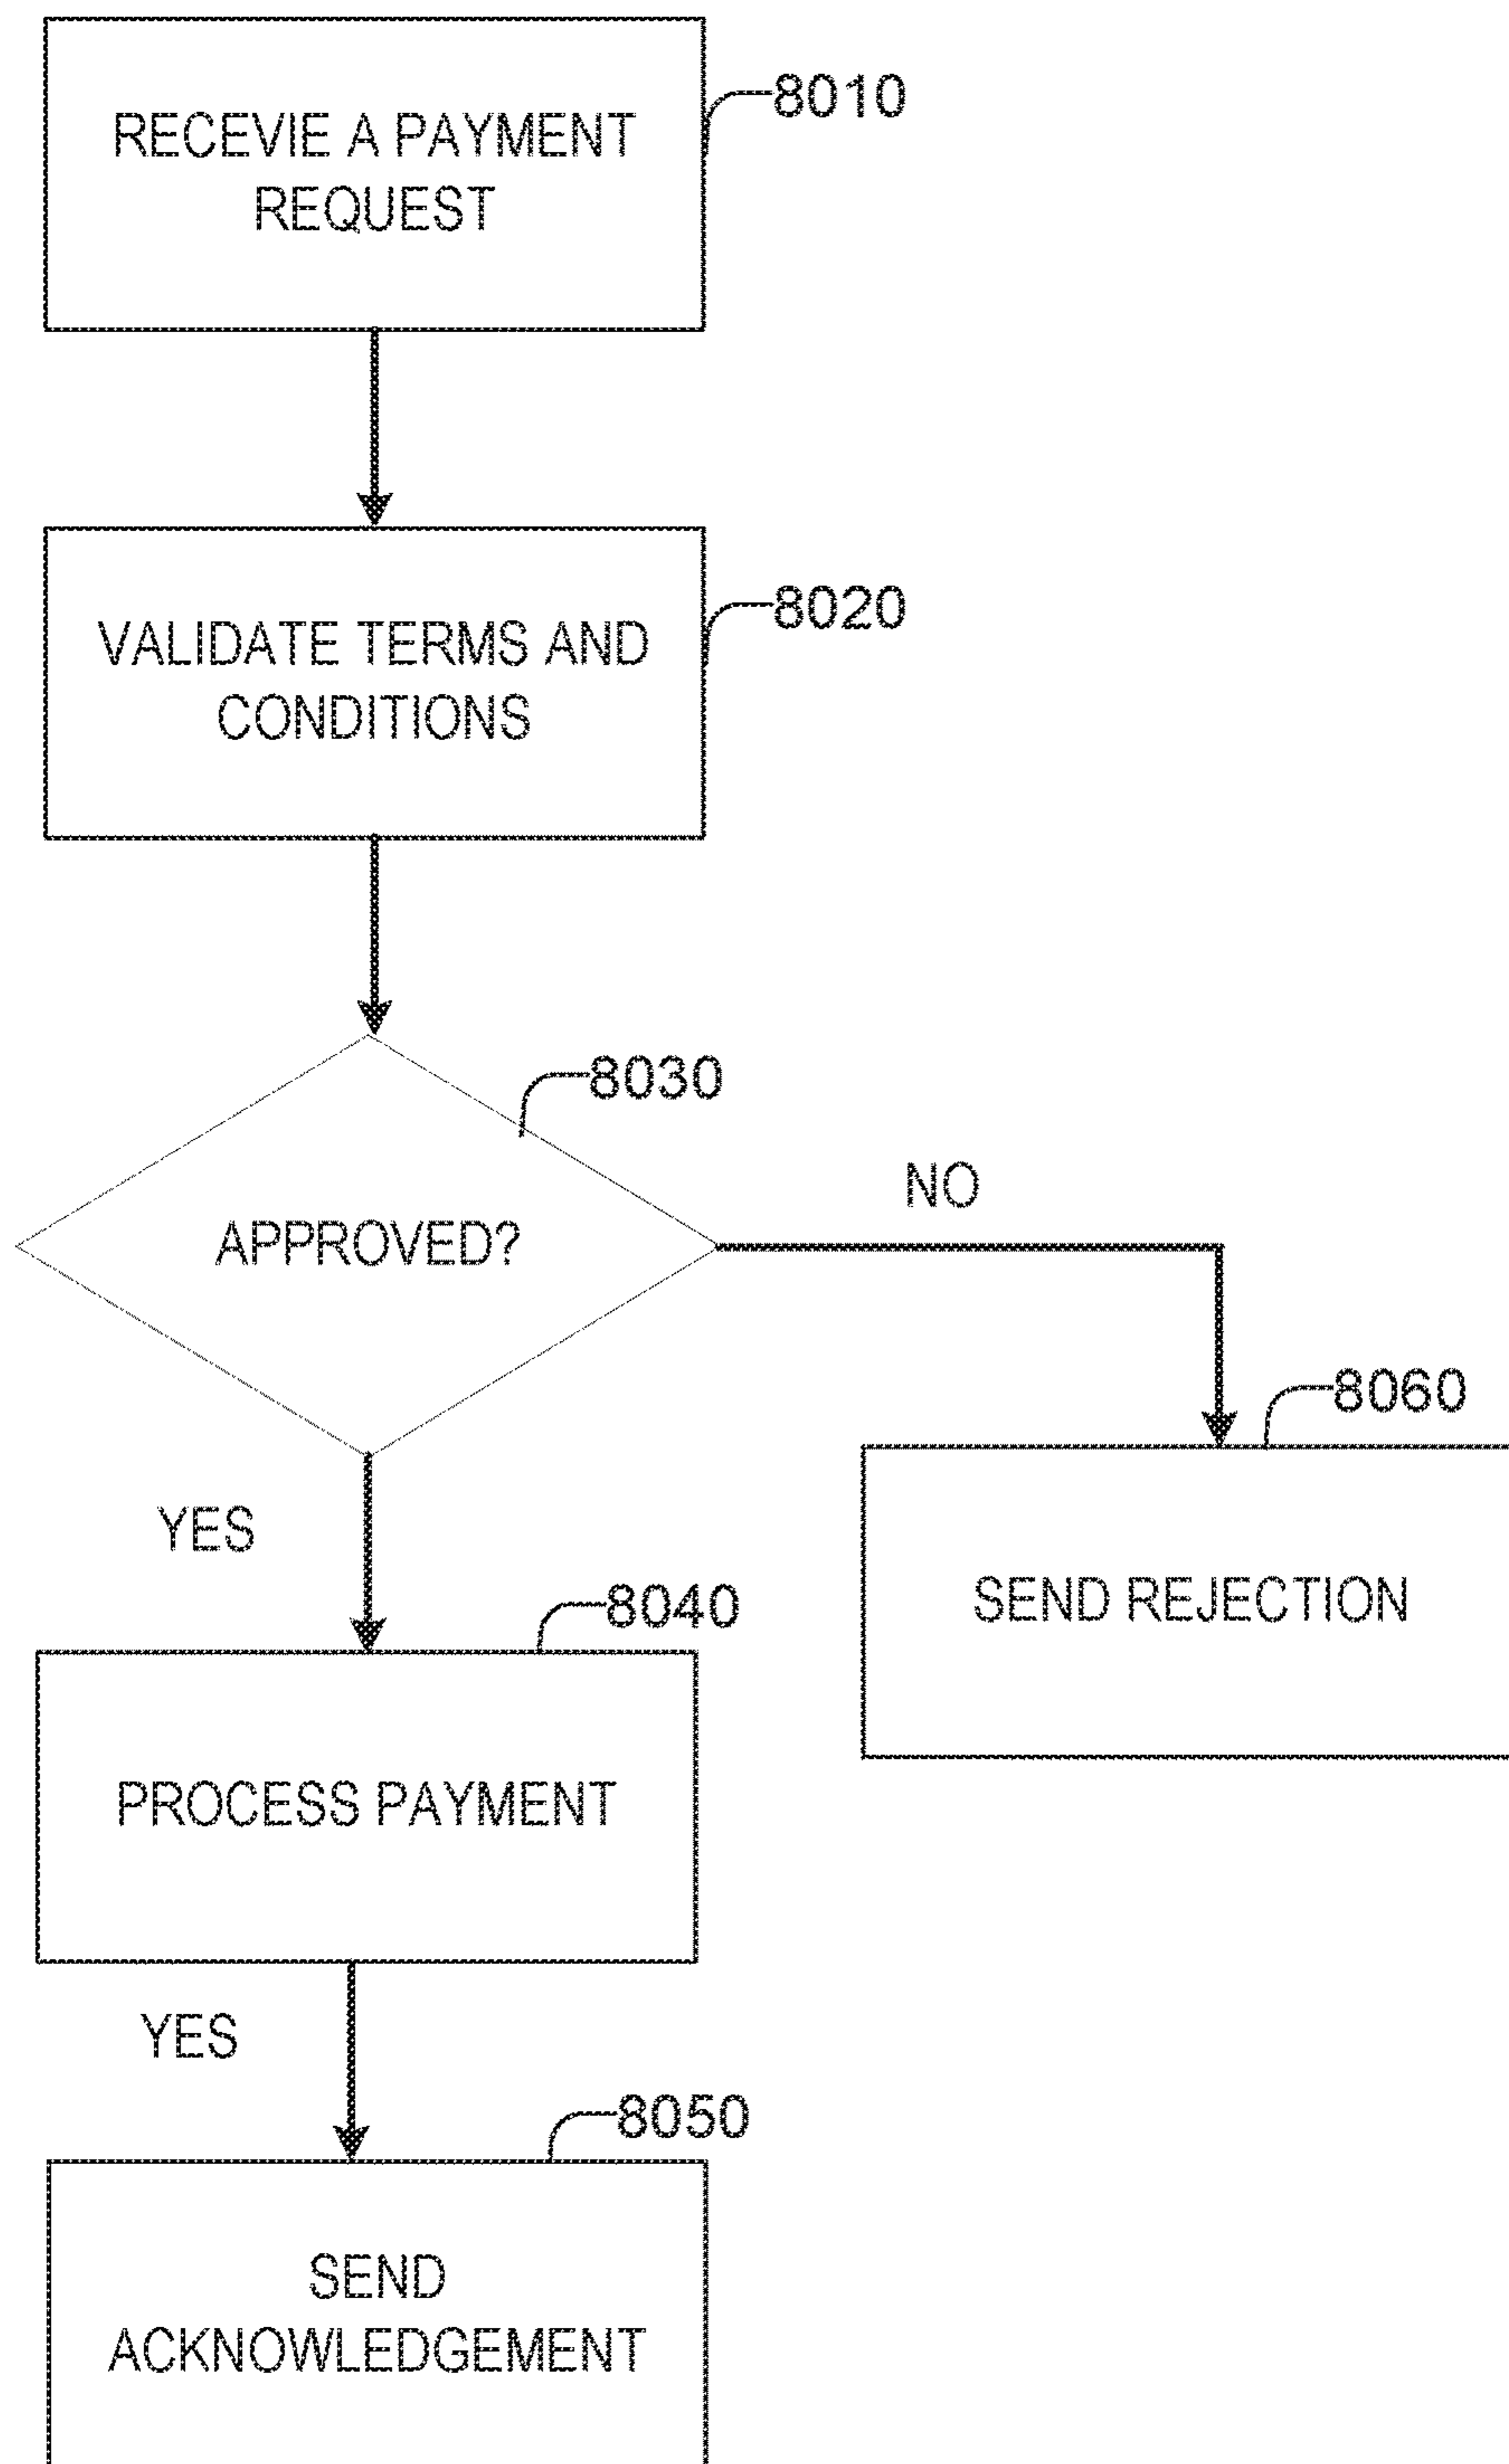 RECEVIE A PAYMENT
REQUEST
8010
VALIDATE TERMS AND
CONDITIONS
8020
8030
APPROVED?
NO
YES
8060
SEND REJECTION
8040
PROCESS PAYMENT
YES
8050
SEND
ACKNOWLEDGEMENT